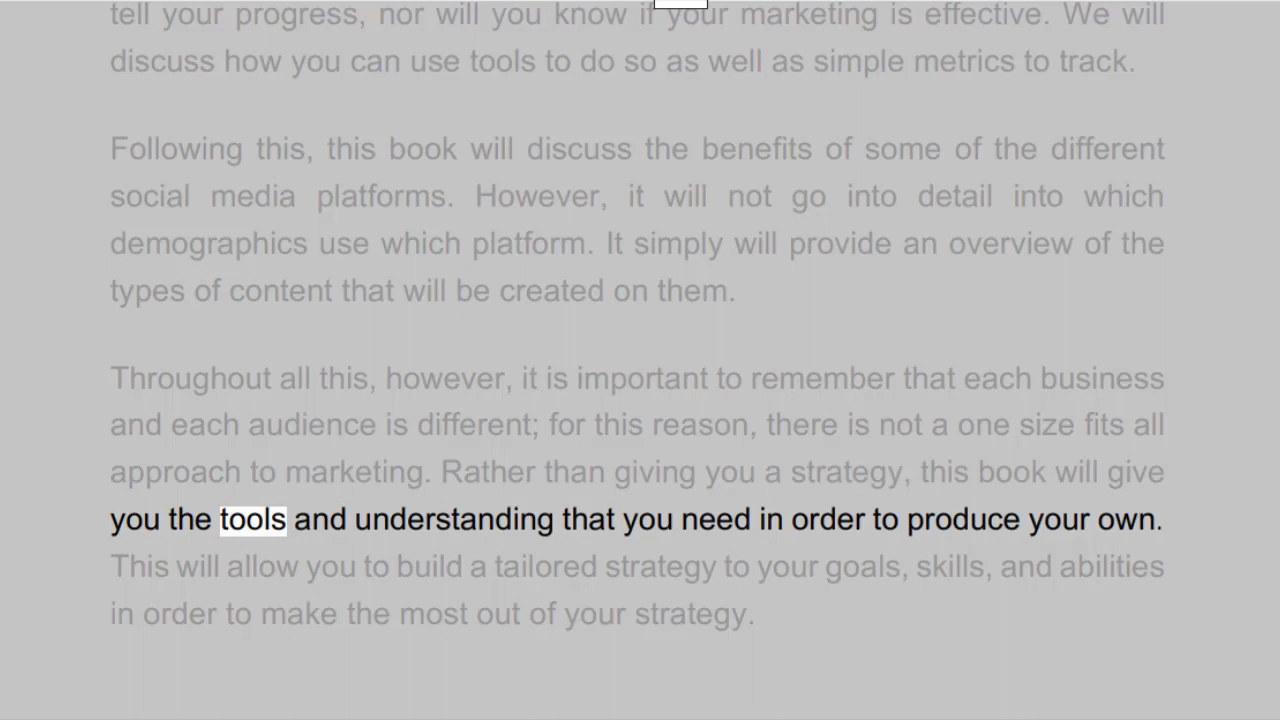 tell your progress, nor will you know if your marketing is effective. We will
discuss how you can use tools to do so as well as simple metrics to track.
Following this, this book will discuss the benefits of some of the different
social media platforms. However, it will not go into detail into which
demographics use which platform. It simply will provide an overview of the
types of content that will be created on them.
Throughout all this, however, it is important to remember that each business
and each audience is different; for this reason, there is not a one size fits all
approach to marketing. Rather than giving you a strategy, this book will give
you the tools and understanding that you need in order to produce your own.
This will allow you to build a tailored strategy to your goals, skills, and abilities
in order to make the most out of your strategy.